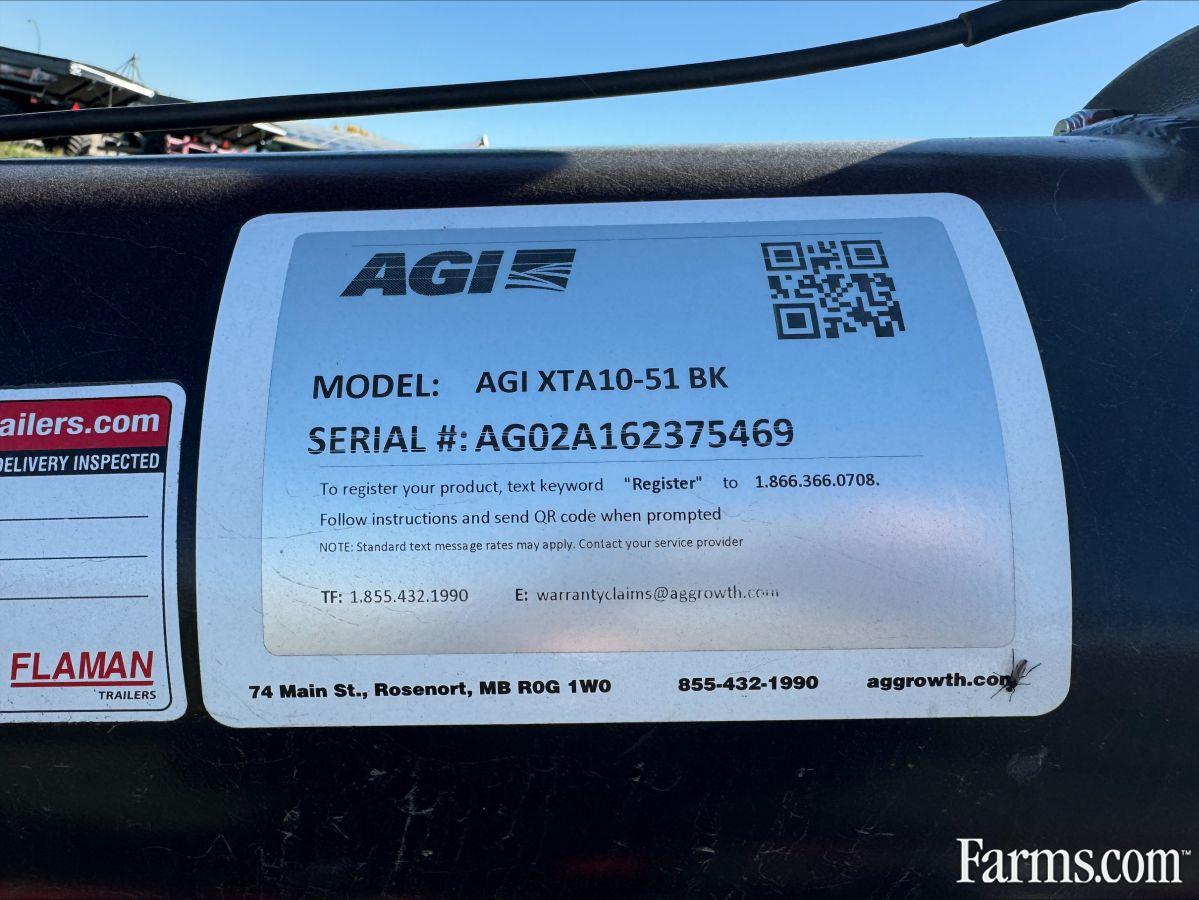 AGI
MODEL: AGI XTA10-51 BK
SERIAL #: AG02A162375469
To register your product, text keyword "Register" to 1.866.366.0708.
Follow instructions and send QR code when prompted
NOTE: Standard text message rates may apply. Contact your service provider
TF: 1.855.432.1990 E: warrantyclaims@aggrowth.com
74 Main St., Rosenort, MB R0G 1W0 855-432-1990 aggrowth.com
ailers.com
DELIVERY INSPECTED
FLAMAN
TRAILERS
Farms.com™